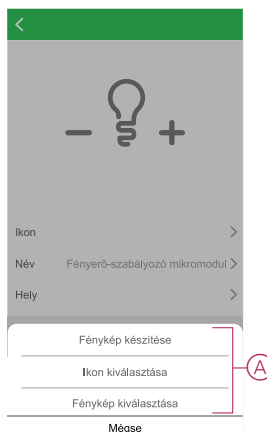 Ikon
Név Fényerő-szabályozó mikromodul
Hely
Fénykép készítése
Ikon kiválasztása
A
Fénykép kiválasztása
Mégse